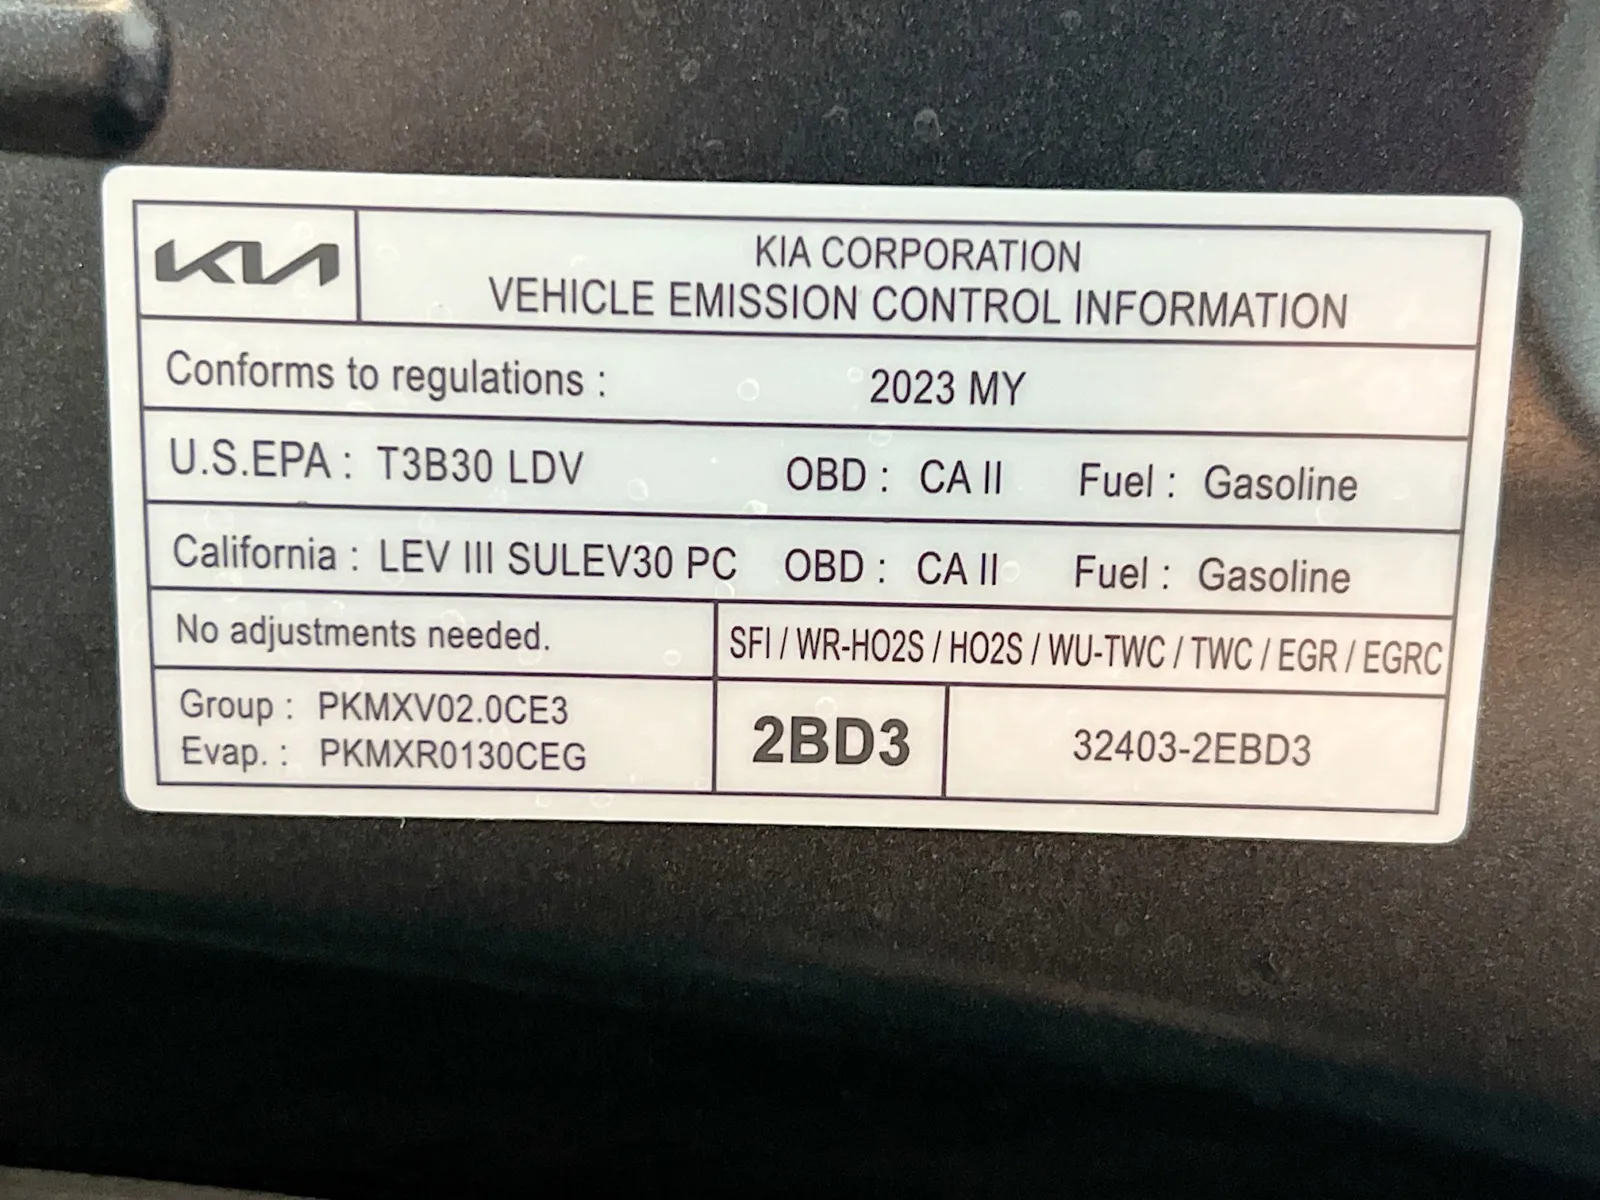 KIA
KIA CORPORATION
VEHICLE EMISSION CONTROL INFORMATION
Conforms to regulations : 2023 MY
U.S.EPA : T3B30 LDV OBD : CA II Fuel : Gasoline
California : LEV III SULEV30 PC OBD : CA II Fuel : Gasoline
No adjustments needed.
SFI / WR-HO2S / HO2S / WU-TWC / TWC / EGR / EGRC
Group : PKMXV02.0CE3
Evap. : PKMXR0130CEG
2BD3
32403-2EBD3